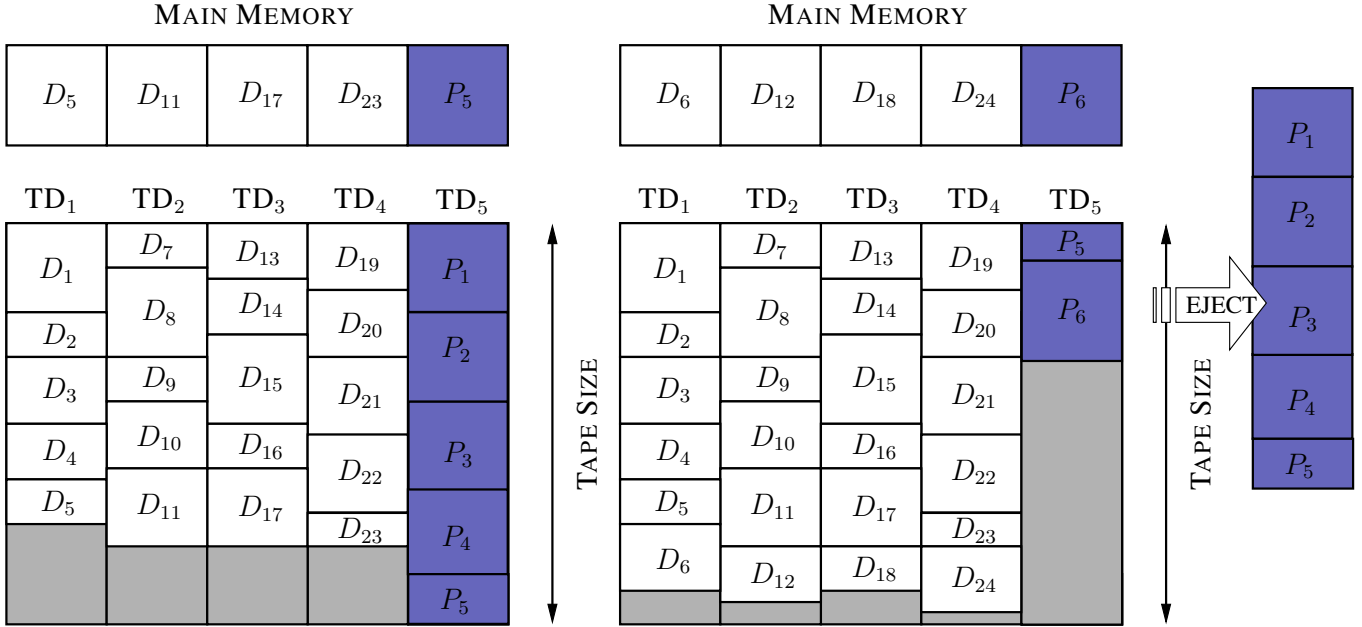 MAIN MEMORY
D5 D11 D17 D23 P5
TD1 TD2 TD3 TD4 TD5
D1 D7 D13 D19 P1
D2 D8 D14 D20 P2
D3 D9 D15 D21 P3
D4 D10 D16 D22 P4
D5 D11 D17 D23 P5
TAPE SIZE
MAIN MEMORY
D6 D12 D18 D24 P6
TD1 TD2 TD3 TD4 TD5
D1 D7 D13 D19 P5
D2 D8 D14 D20 P6
D3 D9 D15 D21
D4 D10 D16 D22
D5 D11 D17 D23
D6 D12 D18 D24
TAPE SIZE
EJECT
P1
P2
P3
P4
P5